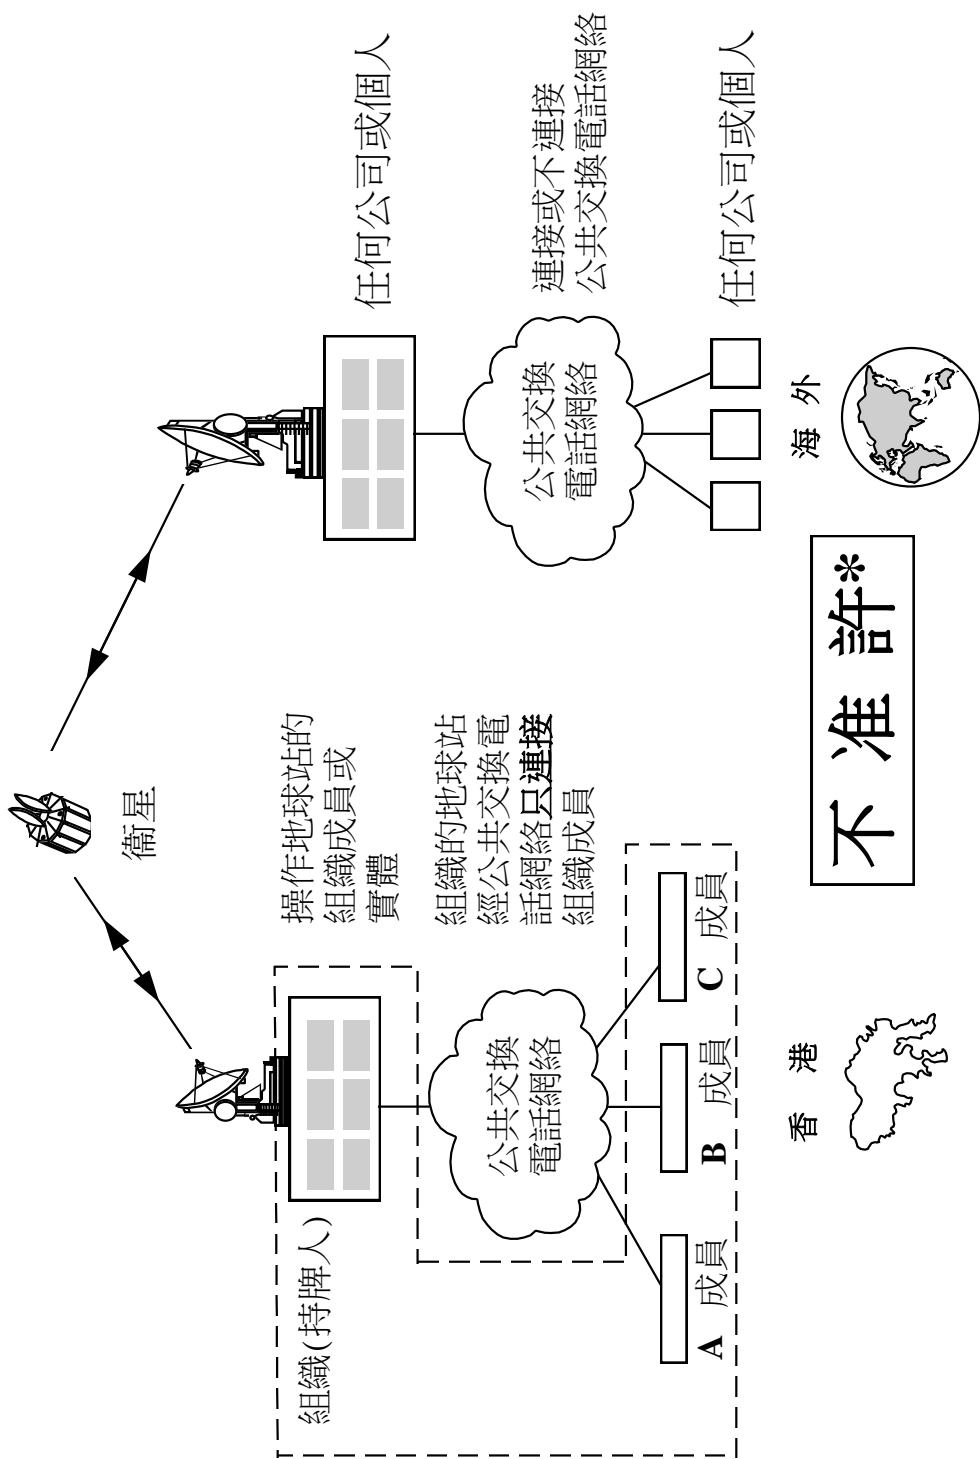 衞星
組織(持牌人)
操作地球站的
組織成員或
實體
任何公司或個人
公共交換
電話網絡
組織的地球站
經公共交換電
話網絡只連接
組織成員
公共交換
電話網絡
連接或不連接
公共交換電話網絡
A 成員
B 成員
C 成員
任何公司或個人
香 港
不 准 許*
海 外